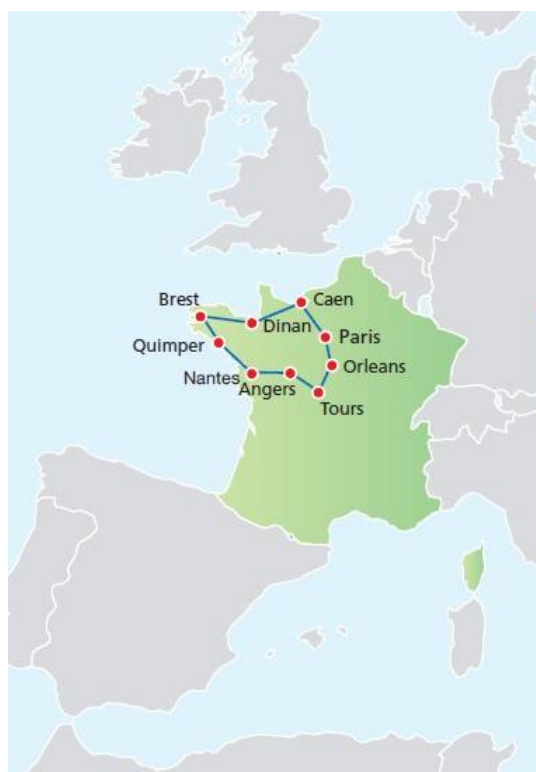 Caen
Brest
Dinan
Paris
Quimper
Orleans
Nantes
Angers
Tours